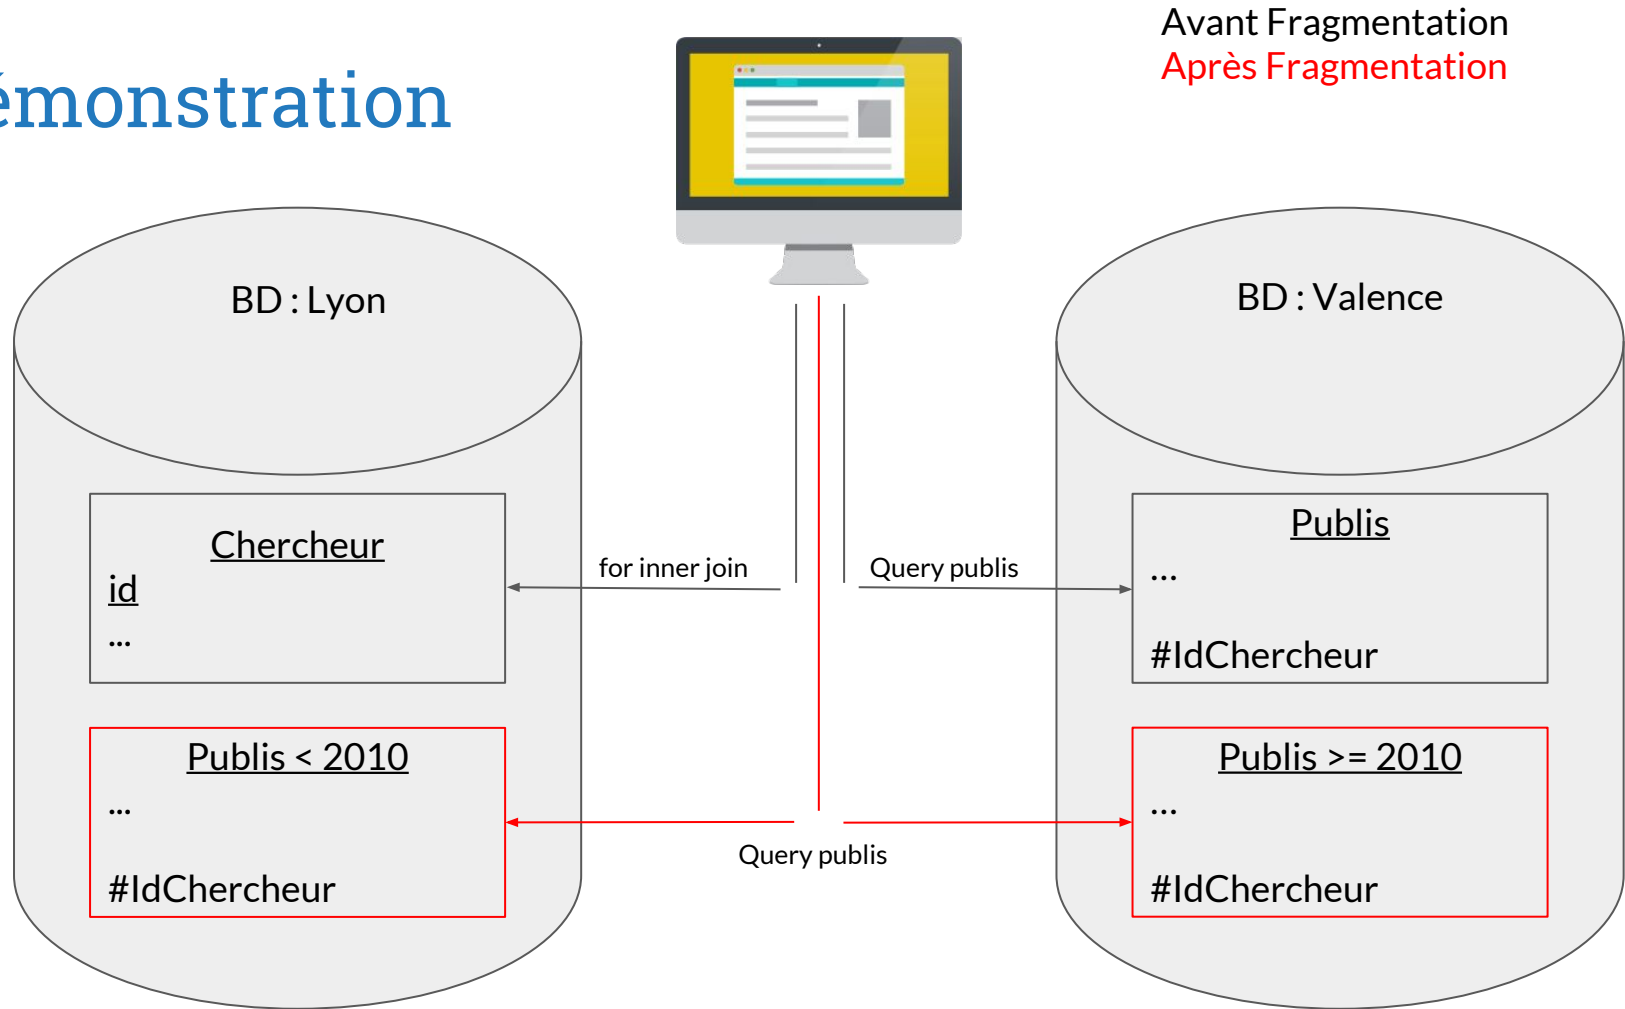 Avant Fragmentation
Après Fragmentation
émonstration
BD : Lyon
BD : Valence
Chercheur
id
...
for inner join
Query publis
Publis
...
#IdChercheur
Publis < 2010
...
#IdChercheur
Query publis
Publis >= 2010
...
#IdChercheur